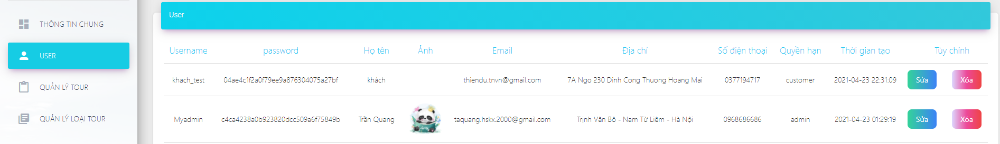 THÔNG TIN CHUNG
USER
QUẢN LÝ TOUR
QUẢN LÝ LOẠI TOUR
User
Username password Họ tên Ảnh Email Địa chỉ Số điện thoại Quyền hạn Thời gian tạo Tùy chỉnh
khach_test 04ae4c1f2a0f79ee9a876304075a27bf khách thiendu.tnvn@gmail.com 7A Ngo 230 Dinh Cong Thuong Hoang Mai 0377194717 customer 2021-04-23 22:31:09 Sửa Xóa
Myadmin c4ca4238a0b923820dcc509a6f75849b Trần Quang taquang.hskx.2000@gmail.com Trịnh Văn Bô - Nam Từ Liêm - Hà Nội 0968686686 admin 2021-04-23 01:29:19 Sửa Xóa